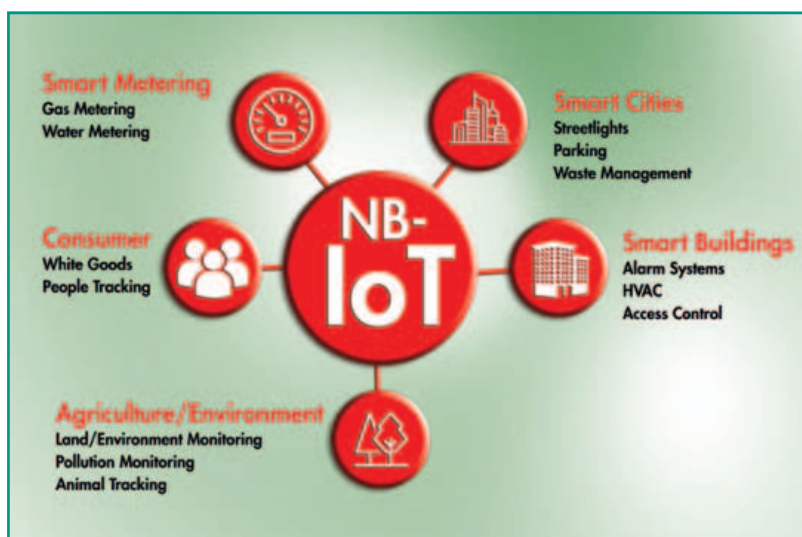 Smart Metering
Gas Metering
Water Metering
Smart Cities
Streetlights
Parking
Waste Management
NB-
IoT
Consumer
White Goods
People Tracking
Smart Buildings
Alarm Systems
HVAC
Access Control
Agriculture/Environment
Land/Environment Monitoring
Pollution Monitoring
Animal Tracking